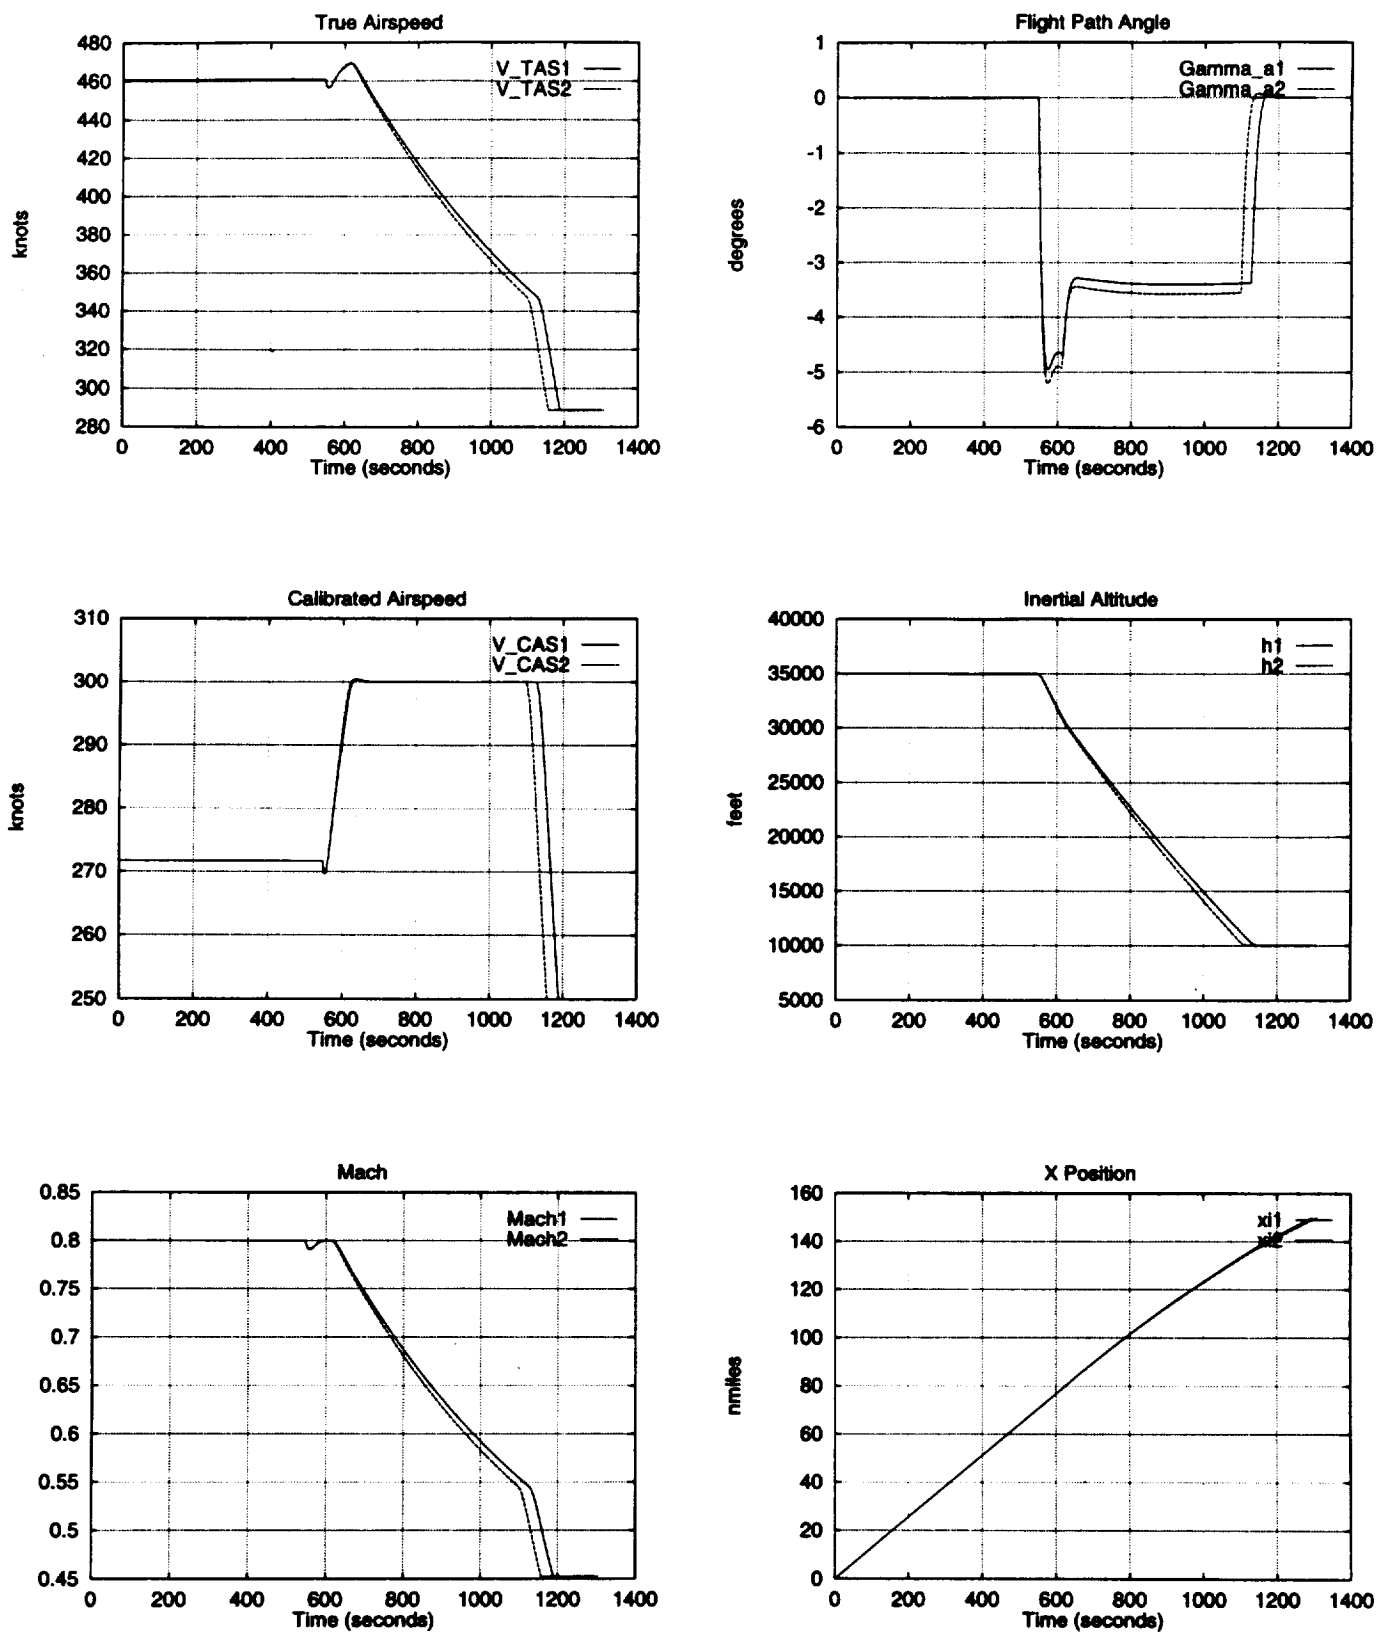 True Airspeed
480
460
440
420
400
380
360
340
320
300
280
knots
V_TAS1
V_TAS2
0 200 400 600 800 1000 1200 1400
Time (seconds)
Flight Path Angle
1
0
-1
-2
-3
-4
-5
-6
degrees
Gamma_a1
Gamma_a2
0 200 400 600 800 1000 1200 1400
Time (seconds)
Calibrated Airspeed
310
300
290
280
270
260
250
knots
V_CAS1
V_CAS2
0 200 400 600 800 1000 1200 1400
Time (seconds)
Inertial Altitude
40000
35000
30000
25000
20000
15000
10000
5000
feet
h1
h2
0 200 400 600 800 1000 1200 1400
Time (seconds)
Mach
0.85
0.8
0.75
0.7
0.65
0.6
0.55
0.5
0.45
Mach1
Mach2
0 200 400 600 800 1000 1200 1400
Time (seconds)
X Position
160
140
120
100
80
60
40
20
0
nmiles
xi1
xi2
0 200 400 600 800 1000 1200 1400
Time (seconds)